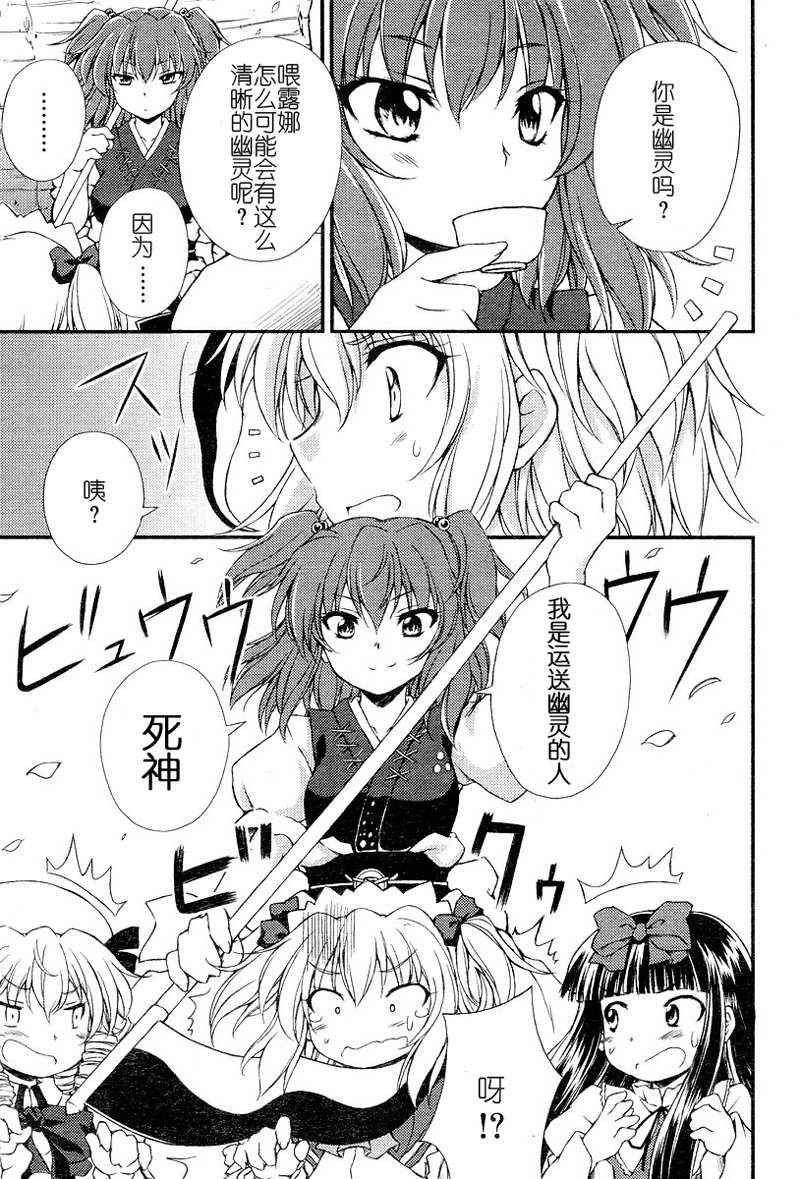 你是幽灵吗？
喂露娜
怎么可能会有这么
清晰的幽灵呢？
因为……
……
ズ
咦？
我是运送幽灵的人
死神
ビュウウ
ウウ
ビ
クゥ
呀!?